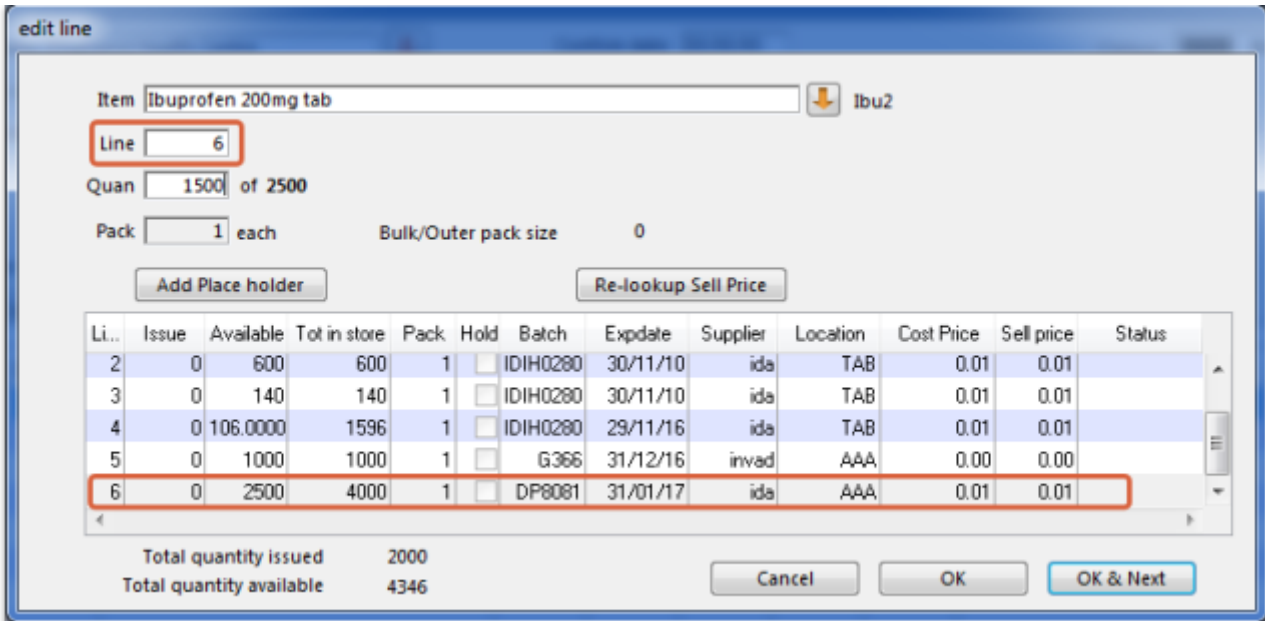 edit line
Item Ibuprofen 200mg tab Ibu2
Line 6
Quan 1500 of 2500
Pack 1 each Bulk/Outer pack size 0
Add Place holder Re-lookup Sell Price
Li... Issue Available Tot in store Pack Hold Batch Expdate Supplier Location Cost Price Sell price Status
2 0 600 600 1 IDIH0280 30/11/10 ida TAB 0.01 0.01
3 0 140 140 1 IDIH0280 30/11/10 ida TAB 0.01 0.01
4 0 106.0000 1596 1 IDIH0280 29/11/16 ida TAB 0.01 0.01
5 0 1000 1000 1 G366 31/12/16 invad AAA 0.00 0.00
6 0 2500 4000 1 DP8081 31/01/17 ida AAA 0.01 0.01
Total quantity issued 2000
Total quantity available 4346
Cancel OK OK & Next